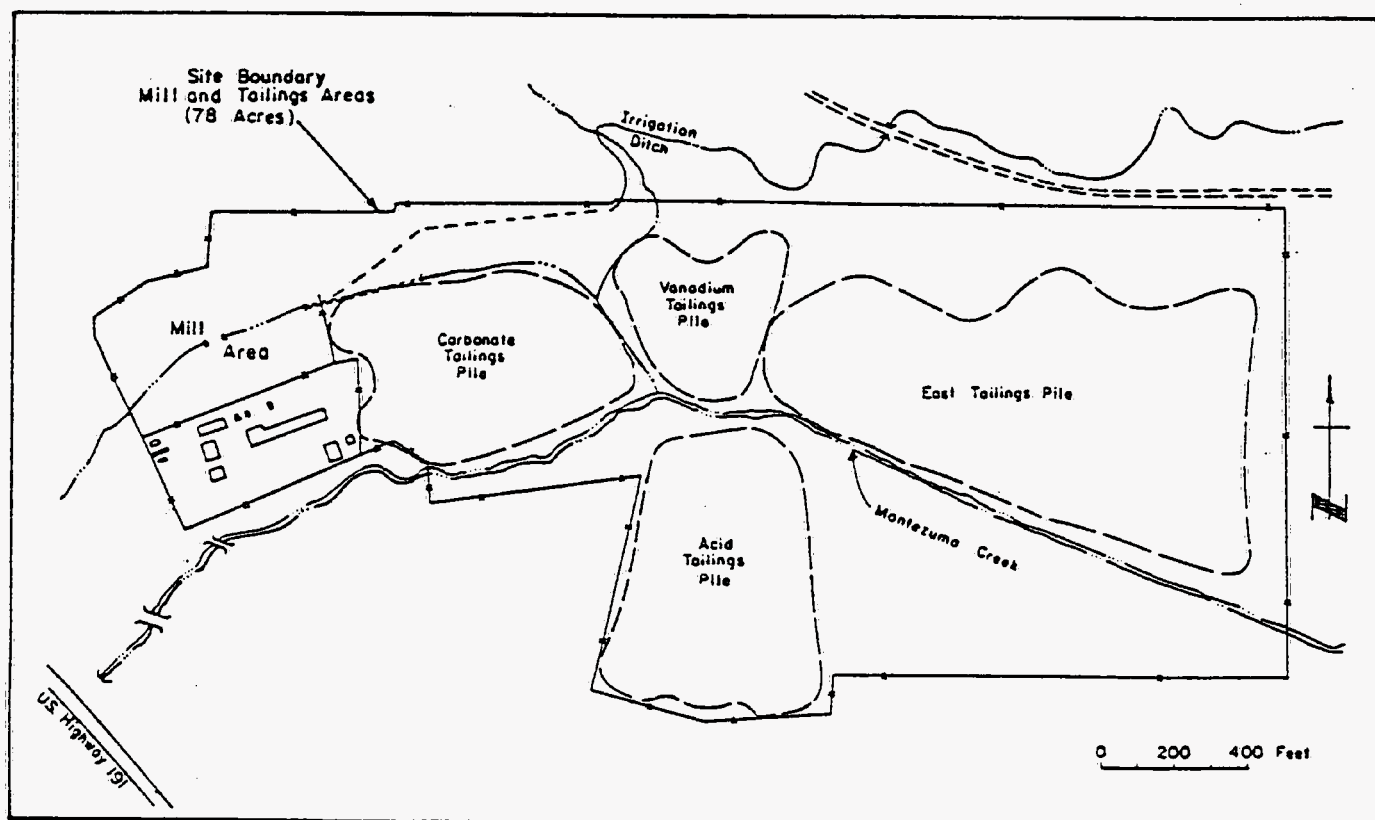 Site Boundary
Mill and Tailings Areas
(78 Acres)
Irrigation
Ditch
Vanadium
Tailings
Pile
Mill
Area
Carbonate
Tailings
Pile
East Tailings Pile
Montezuma Creek
Acid
Tailings
Pile
N
U.S. Highway 191
0 200 400 Feet